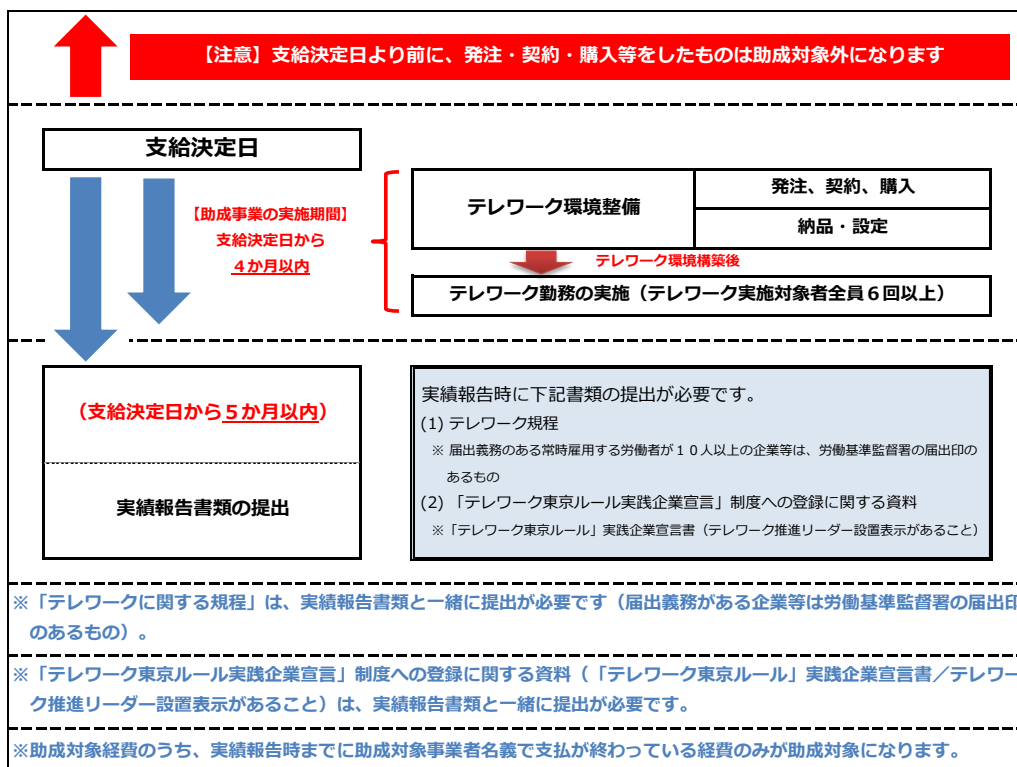 【注意】支給決定日より前に、発注・契約・購入等をしたものは助成対象外になります
支給決定日
【助成事業の実施期間】
支給決定日から
４か月以内
テレワーク環境整備
発注、契約、購入
納品・設定
テレワーク環境構築後
テレワーク勤務の実施（テレワーク実施対象者全員６回以上）
（支給決定日から５か月以内）
実績報告書類の提出
実績報告時に下記書類の提出が必要です。
(1) テレワーク規程
※ 届出義務のある常時雇用する労働者が１０人以上の企業等は、労働基準監督署の届出印の
あるもの
(2) 「テレワーク東京ルール実践企業宣言」制度への登録に関する資料
※「テレワーク東京ルール」実践企業宣言書（テレワーク推進リーダー設置表示があること）
※「テレワークに関する規程」は、実績報告書類と一緒に提出が必要です（届出義務がある企業等は労働基準監督署の届出印
のあるもの）。
※「テレワーク東京ルール実践企業宣言」制度への登録に関する資料（「テレワーク東京ルール」実践企業宣言書／テレワー
ク推進リーダー設置表示があること）は、実績報告書類と一緒に提出が必要です。
※助成対象経費のうち、実績報告時までに助成対象事業者名義で支払が終わっている経費のみが助成対象になります。